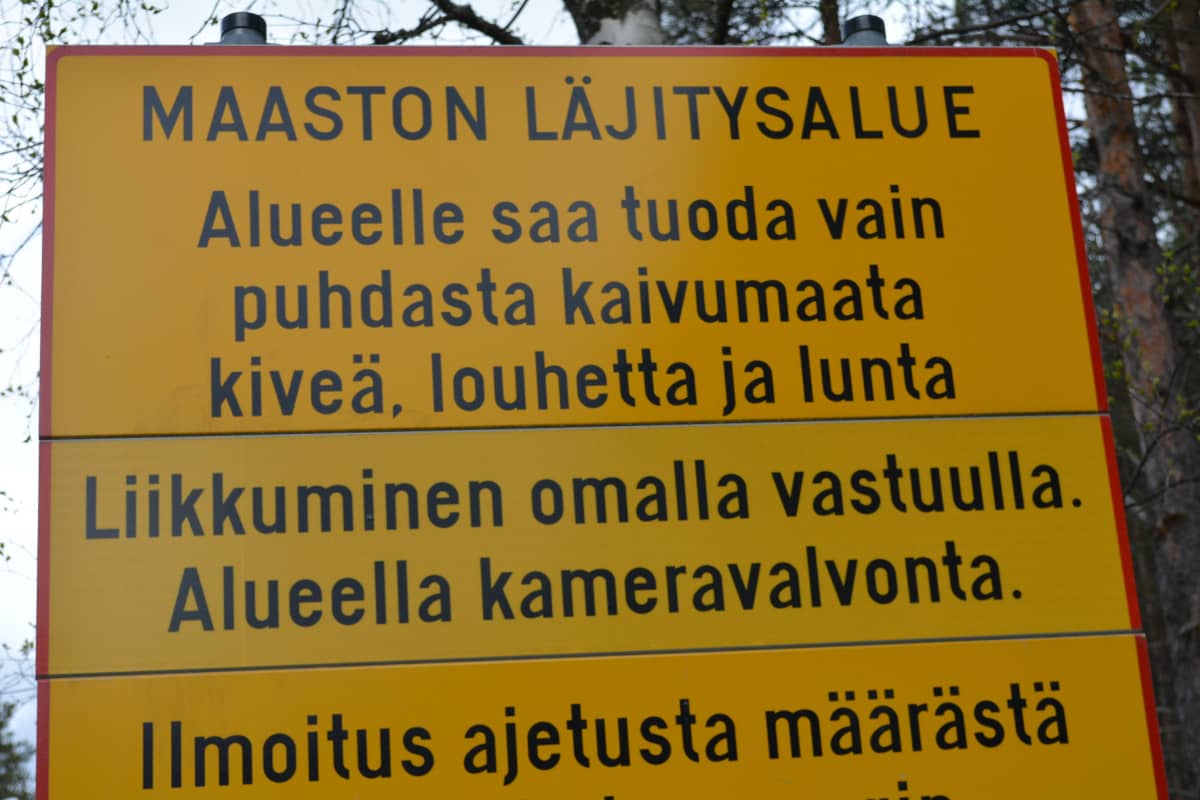 MAASTON LÄJITYSALUE
Alueelle saa tuoda vain
puhdasta kaivumaata
kiveä, louhetta ja lunta
Liikkuminen omalla vastuulla.
Alueella kameravalvonta.
Ilmoitus ajetusta määrästä